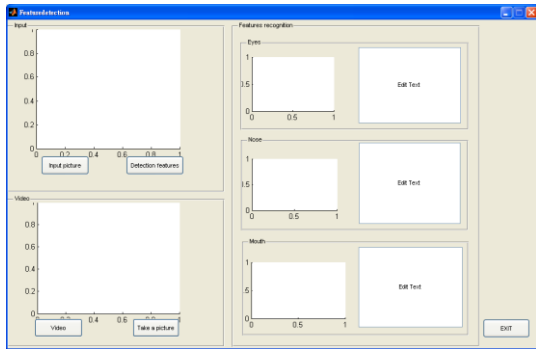 Featuredetection
Input
1
0.8
0.6
0.4
0.2
0
0 0.2 0.4 0.6 0.8 1
Input picture
Detection features
Video
1
0.8
0.6
0.4
0.2
0
0.4 0.6
Video
Take a picture
Features recognition
Eyes
1
0.5
0
0 0.5 1
Edit Text
Nose
1
0.5
0
0 0.5 1
Edit Text
Mouth
1
.5
0
0 0.5 1
Edit Text
EXIT